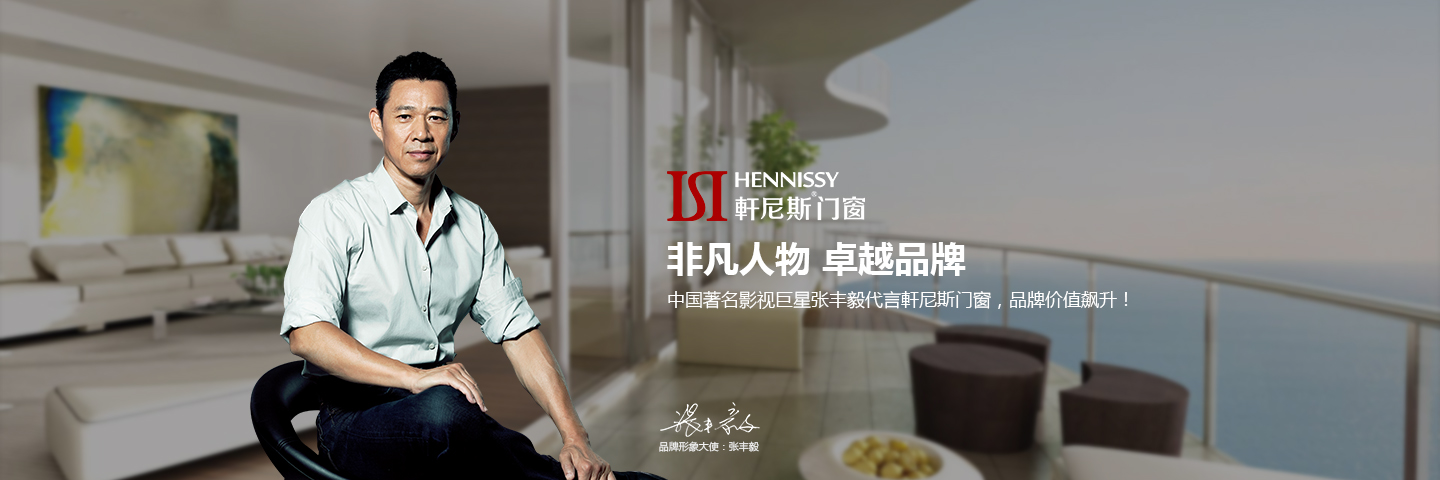 HENNISSY
軒尼斯®门窗
非凡人物 卓越品牌
中国著名影视巨星张丰毅代言軒尼斯门窗，品牌价值飙升！
张丰毅
品牌形象大使：张丰毅